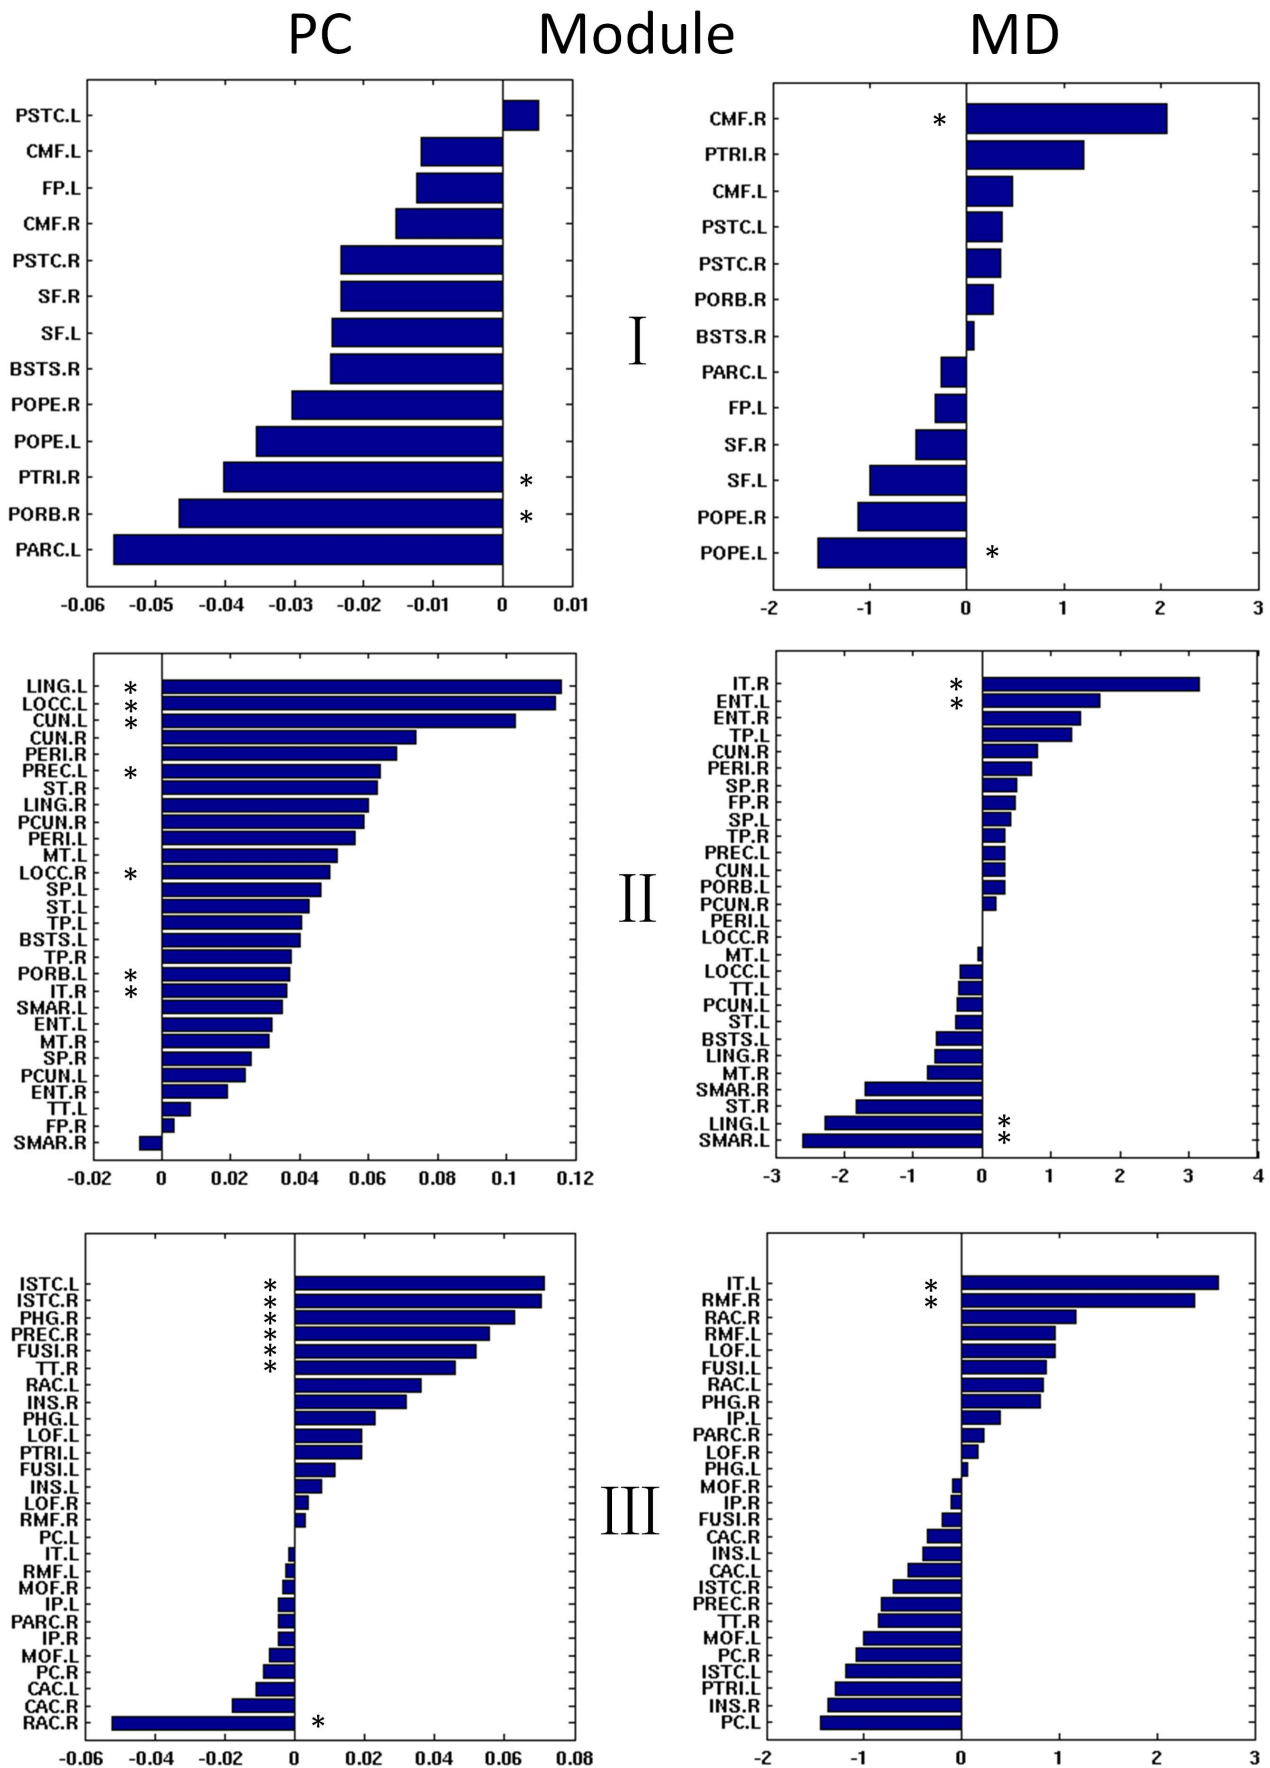 PC Module MD
PSTC.L
CMF.L
FP.L
CMF.R
PSTC.R
SF.R
SF.L
BSTS.R
POPE.R
POPE.L
PTRI.R *
PORB.R *
PARC.L
-0.06 -0.05 -0.04 -0.03 -0.02 -0.01 0 0.01
I
CMF.R *
PTRI.R
CMF.L
PSTC.L
PSTC.R
PORB.R
BSTS.R
PARC.L
FP.L
SF.R
SF.L
POPE.R
POPE.L *
-2 -1 0 1 2 3
LING.L *
LOCC.L *
CUN.L *
CUN.R
PERI.R
PREC.L *
ST.R
LING.R
PCUN.R
PERI.L
MT.L
LOCC.R *
SP.L
ST.L
TP.L
BSTS.L
TP.R
PORB.L *
IT.R *
SMAR.L
ENT.L
MT.R
SP.R
PCUN.L
ENT.R
TT.L
FP.R
SMAR.R
-0.02 0 0.02 0.04 0.06 0.08 0.1 0.12
II
IT.R *
ENT.L *
ENT.R
TP.L
CUN.R
PERI.R
SP.R
FP.R
SP.L
TP.R
PREC.L
CUN.L
PORB.L
PCUN.R
PERI.L
LOCC.R
MT.L
LOCC.L
TT.L
PCUN.L
ST.L
BSTS.L
LING.R
MT.R
SMAR.R
ST.R
LING.L *
SMAR.L *
-3 -2 -1 0 1 2 3 4
ISTC.L *
ISTC.R *
PHG.R *
PREC.R *
FUSI.R *
TT.R *
RAC.L
INS.R
PHG.L
LOF.L
PTRI.L
FUSI.L
INS.L
LOF.R
RMF.R
PC.L
IT.L
RMF.L
MOF.R
IP.L
PARC.R
IP.R
MOF.L
PC.R
CAC.L
CAC.R
RAC.R *
-0.06 -0.04 -0.02 0 0.02 0.04 0.06 0.08
III
IT.L *
RMF.R *
RAC.R
RMF.L
LOF.L
FUSI.L
RAC.L
PHG.R
IP.L
PARC.R
LOF.R
PHG.L
MOF.R
IP.R
FUSI.R
CAC.R
INS.L
CAC.L
ISTC.R
PREC.R
TT.R
MOF.L
PC.R
ISTC.L
PTRI.L
INS.R
PC.L
-2 -1 0 1 2 3